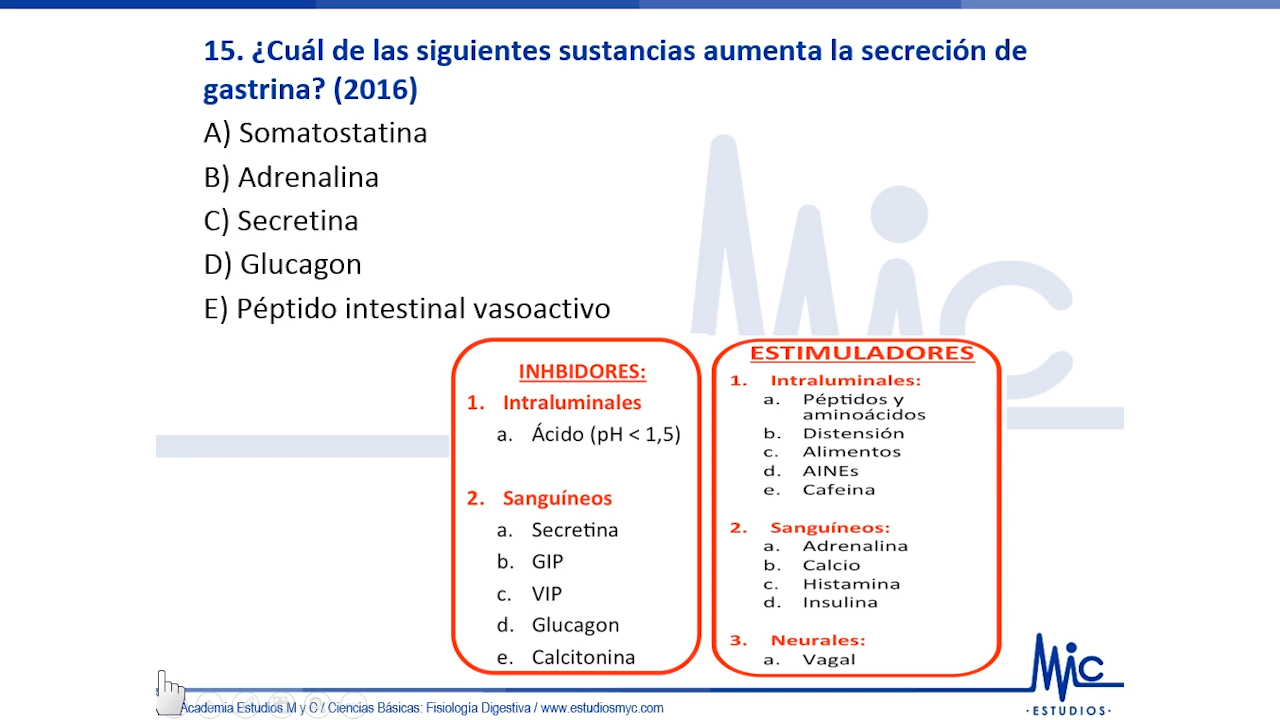 15. ¿Cuál de las siguientes sustancias aumenta la secreción de
gastrina? (2016)
A) Somatostatina
B) Adrenalina
C) Secretina
D) Glucagon
E) Péptido intestinal vasoactivo
INHBIDORES:
1. Intraluminales
a. Ácido (pH < 1,5)
2. Sanguíneos
a. Secretina
b. GIP
c. VIP
d. Glucagon
e. Calcitonina
ESTIMULADORES
1. Intraluminales:
a. Péptidos y
aminoácidos
b. Distensión
c. Alimentos
d. AINEs
e. Cafeina
2. Sanguíneos:
a. Adrenalina
b. Calcio
c. Histamina
d. Insulina
3. Neurales:
a. Vagal
MiC
Academia Estudios M y C / Ciencias Básicas: Fisiología Digestiva / www.estudiosmyc.com
MiC
·ESTUDIOS·